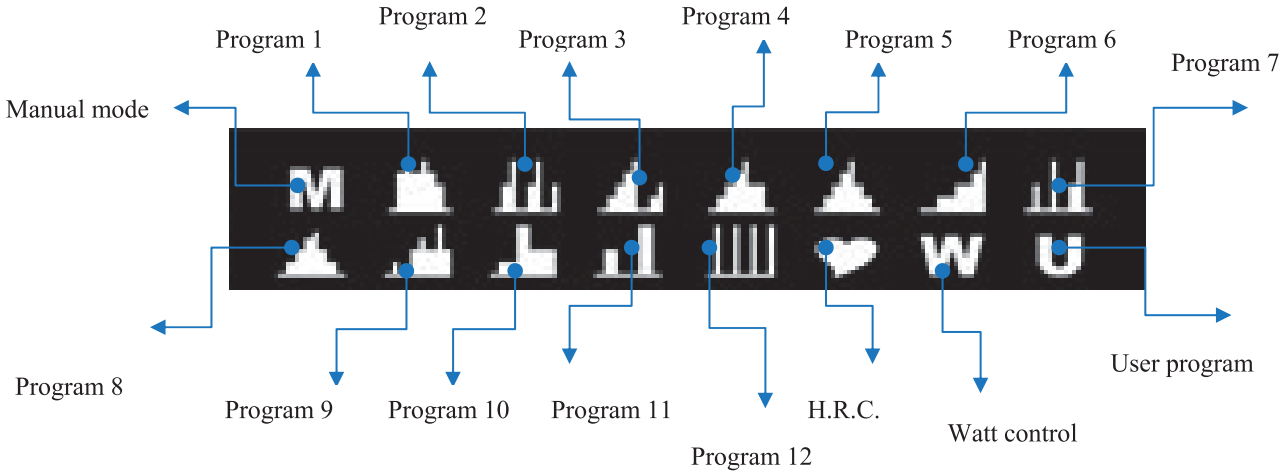 Program 2
Program 4
Program 1
Program 3
Program 5
Program 6
Program 7
Manual mode
M
W
U
User program
Program 8
Program 9
Program 10
Program 11
H.R.C.
Watt control
Program 12